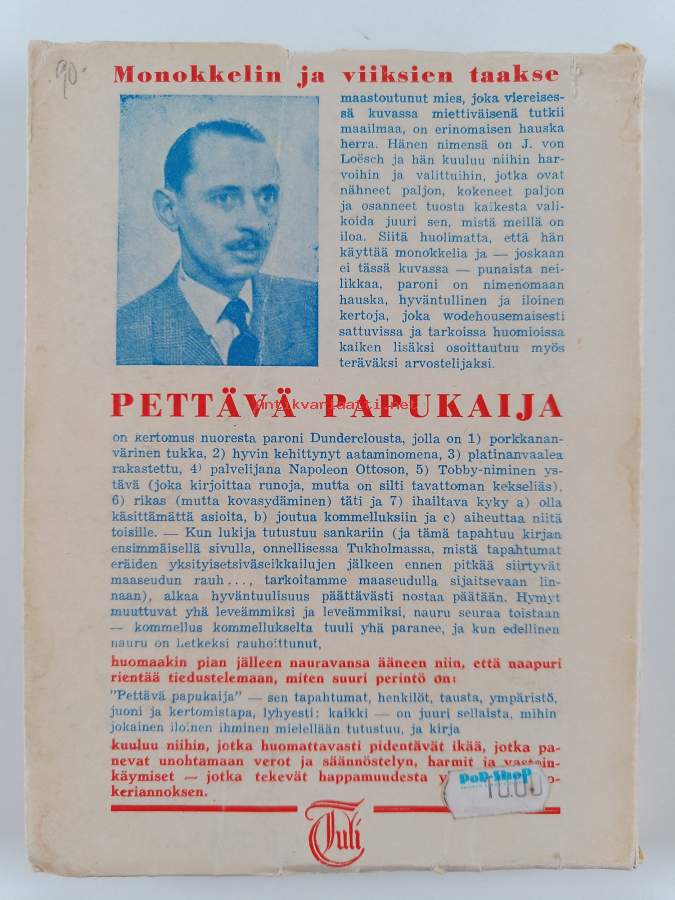 90-
Monokkelin ja viiksien taakse
maastoutunut mies, joka viereises-
sä kuvassa miettiväisenä tutkii
maailmaa, on erinomaisen hauska
herra. Hänen nimensä on J. von
Loësch ja hän kuuluu niihin har-
voihin ja valittuihin, jotka ovat
nähneet paljon, kokeneet paljon
ja osanneet tuosta kaikesta vali-
koida juuri sen, mistä meillä on
iloa. Siitä huolimatta, että hän
käyttää monokkelia ja — joskaan
ei tässä kuvassa — punaista nei-
likkaa, paroni on nimenomaan
hauska, hyväntullinen ja iloinen
kertoja, joka wodehousemaisesti
sattuvissa ja tarkoissa huomioissa
kaiken lisäksi osoittautuu myös
teräväksi arvostelijaksi.
PETTÄVÄ PAPUKAIJA
on kertomus nuoresta paroni Dunderclousta, jolla on 1) porkkanan-
värinen tukka, 2) hyvin kehittynyt aataminomena, 3) platinanvaalea
rakastettu, 4) palvelijana Napoleon Ottoson, 5) Tobby-niminen ys-
tävä (joka kirjoittaa runoja, mutta on silti tavattoman kekseliäs),
6) rikas (mutta kovasydäminen) täti ja 7) ihailtava kyky a) olla
käsittämättä asioita, b) joutua kommelluksiin ja c) aiheuttaa niitä
toisille. — Kun lukija tutustuu sankariin (ja tämä tapahtuu kirjan
ensimmäisellä sivulla, onnellisessa Tukholmassa, mistä tapahtumat
eräiden yksityisetsiväseikkailujen jälkeen ennen pitkää siirtyvät
maaseudun rauh..., tarkoitamme maaseudulla sijaitsevaan lin-
naan), alkaa hyväntuulisuus päättävästi nostaa päätään. Hymyt
muuttuvat yhä leveämmiksi ja leveämmiksi, nauru seuraa toistaan
— kommellus kommellukselta tuuli yhä paranee, ja kun edellinen
nauru on hetkeksi rauhoittunut,
huomaakin pian jälleen nauravansa ääneen niin, että naapuri
rientää tiedustelemaan, miten suuri perintö on:
"Pettävä papukaija" — sen tapahtumat, henkilöt, tausta, ympäristö,
juoni ja kertomistapa, lyhyesti: kaikki — on juuri sellaista, mihin
jokainen iloinen ihminen mielellään tutustuu, ja kirja
kuuluu niihin, jotka huomattavasti pidentävät ikää, jotka pa-
nevat unohtamaan verot ja säännöstelyn, harmit ja vastoin-
käymiset — jotka tekevät happamuudesta
keriannoksen.
POP-SHOP
10.00
Tuli
Antikvariaatti.net